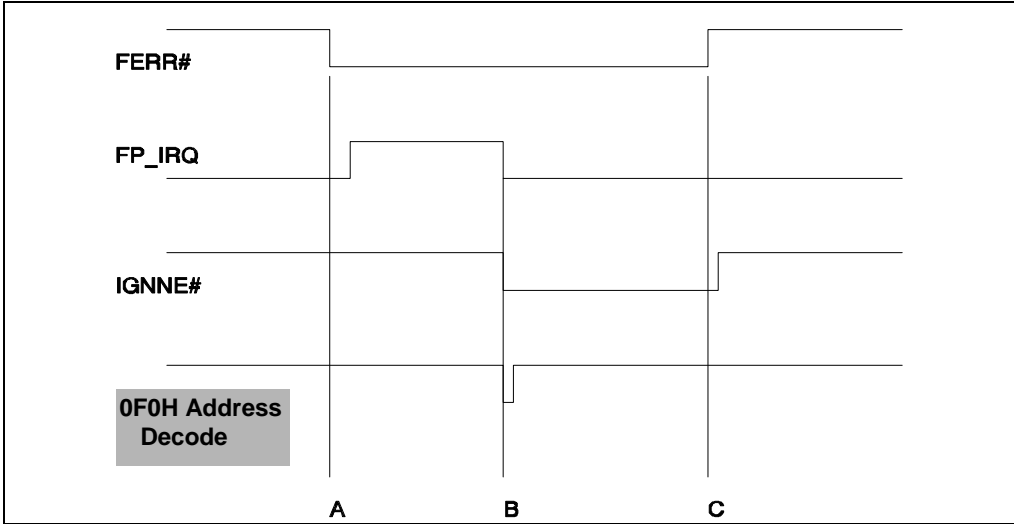 FERR#
FP_IRQ
IGNNE#
0F0H Address
Decode
A B C